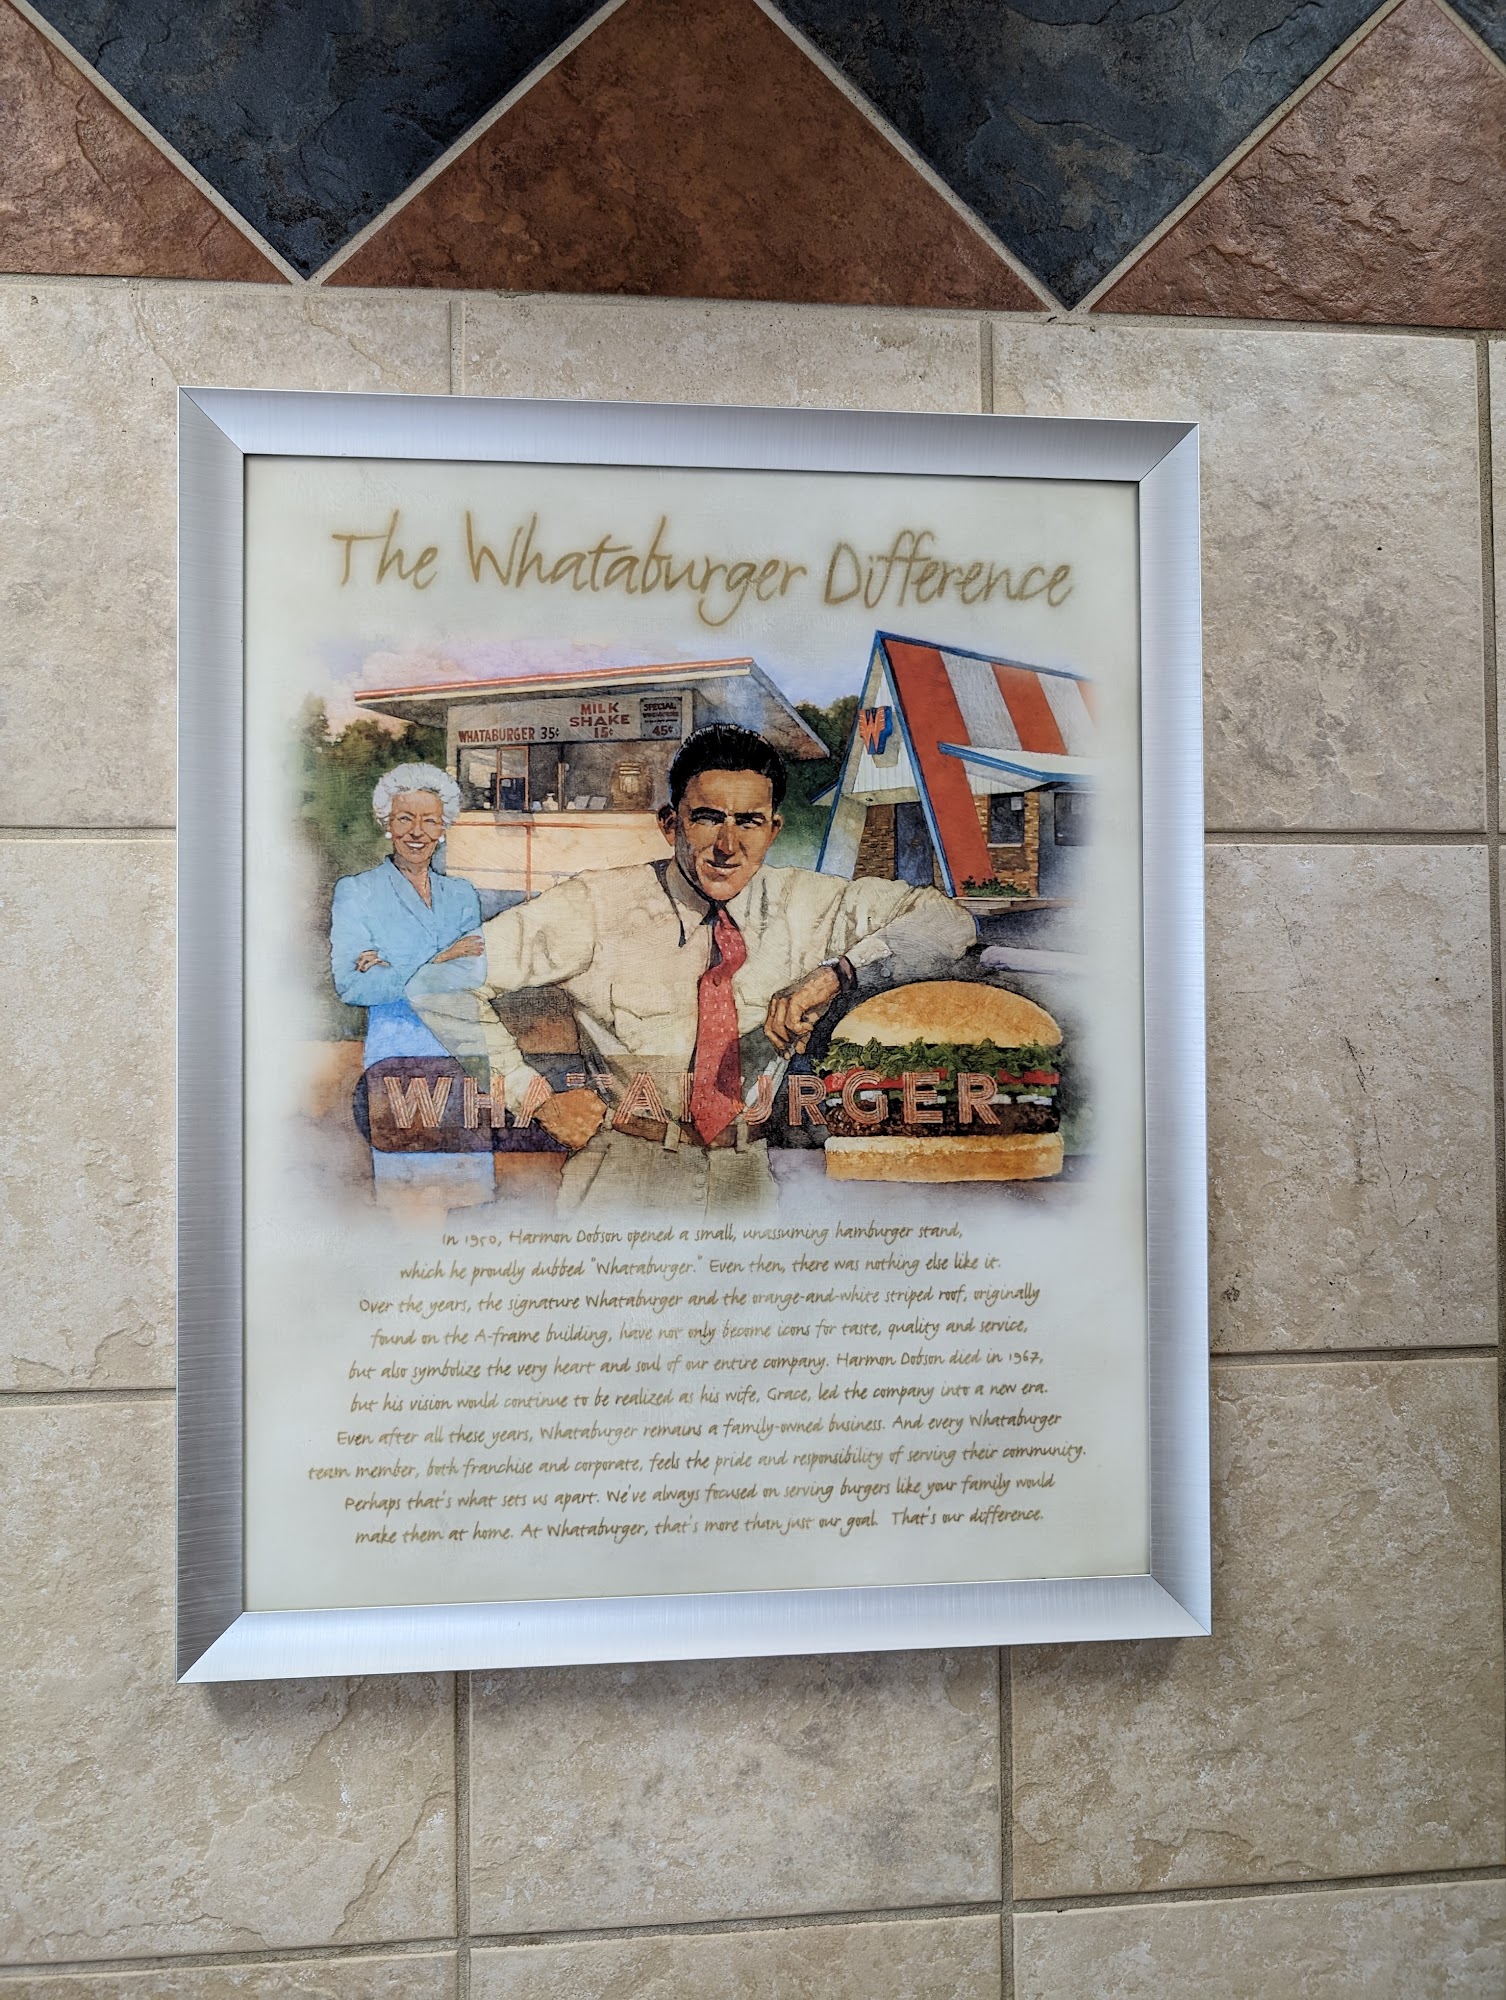 The Whataburger Difference
MILK
SHAKE
15¢
SPECIAL
45¢
WHATABURGER 35¢
W
WHATABURGER
In 1950, Harmon Dobson opened a small, unassuming hamburger stand,
which he proudly dubbed "Whataburger." Even then, there was nothing else like it.
Over the years, the signature Whataburger and the orange-and-white striped roof, originally
found on the A-frame building, have not only become icons for taste, quality and service,
but also symbolize the very heart and soul of our entire company. Harmon Dobson died in 1967,
but his vision would continue to be realized as his wife, Grace, led the company into a new era.
Even after all these years, Whataburger remains a family-owned business. And every Whataburger
team member, both franchise and corporate, feels the pride and responsibility of serving their community.
Perhaps that's what sets us apart. We've always focused on serving burgers like your family would
make them at home. At Whataburger, that's more than just our goal. That's our difference.